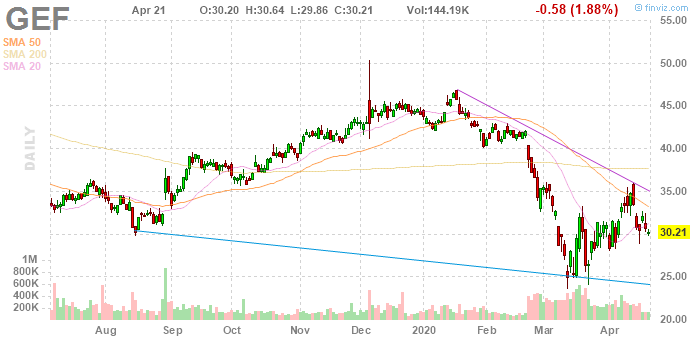 GEF
Apr 21
O:30.20 H:30.64 L:29.86 C:30.21
Vol:144.19K
-0.58 (1.88%)
© finviz.com
SMA 50
SMA 200
SMA 20
DAILY
55.00
50.00
45.00
40.00
35.00
30.21
25.00
20.00
1M
800K
600K
400K
200K
Aug
Sep
Oct
Nov
Dec
2020
Feb
Mar
Apr